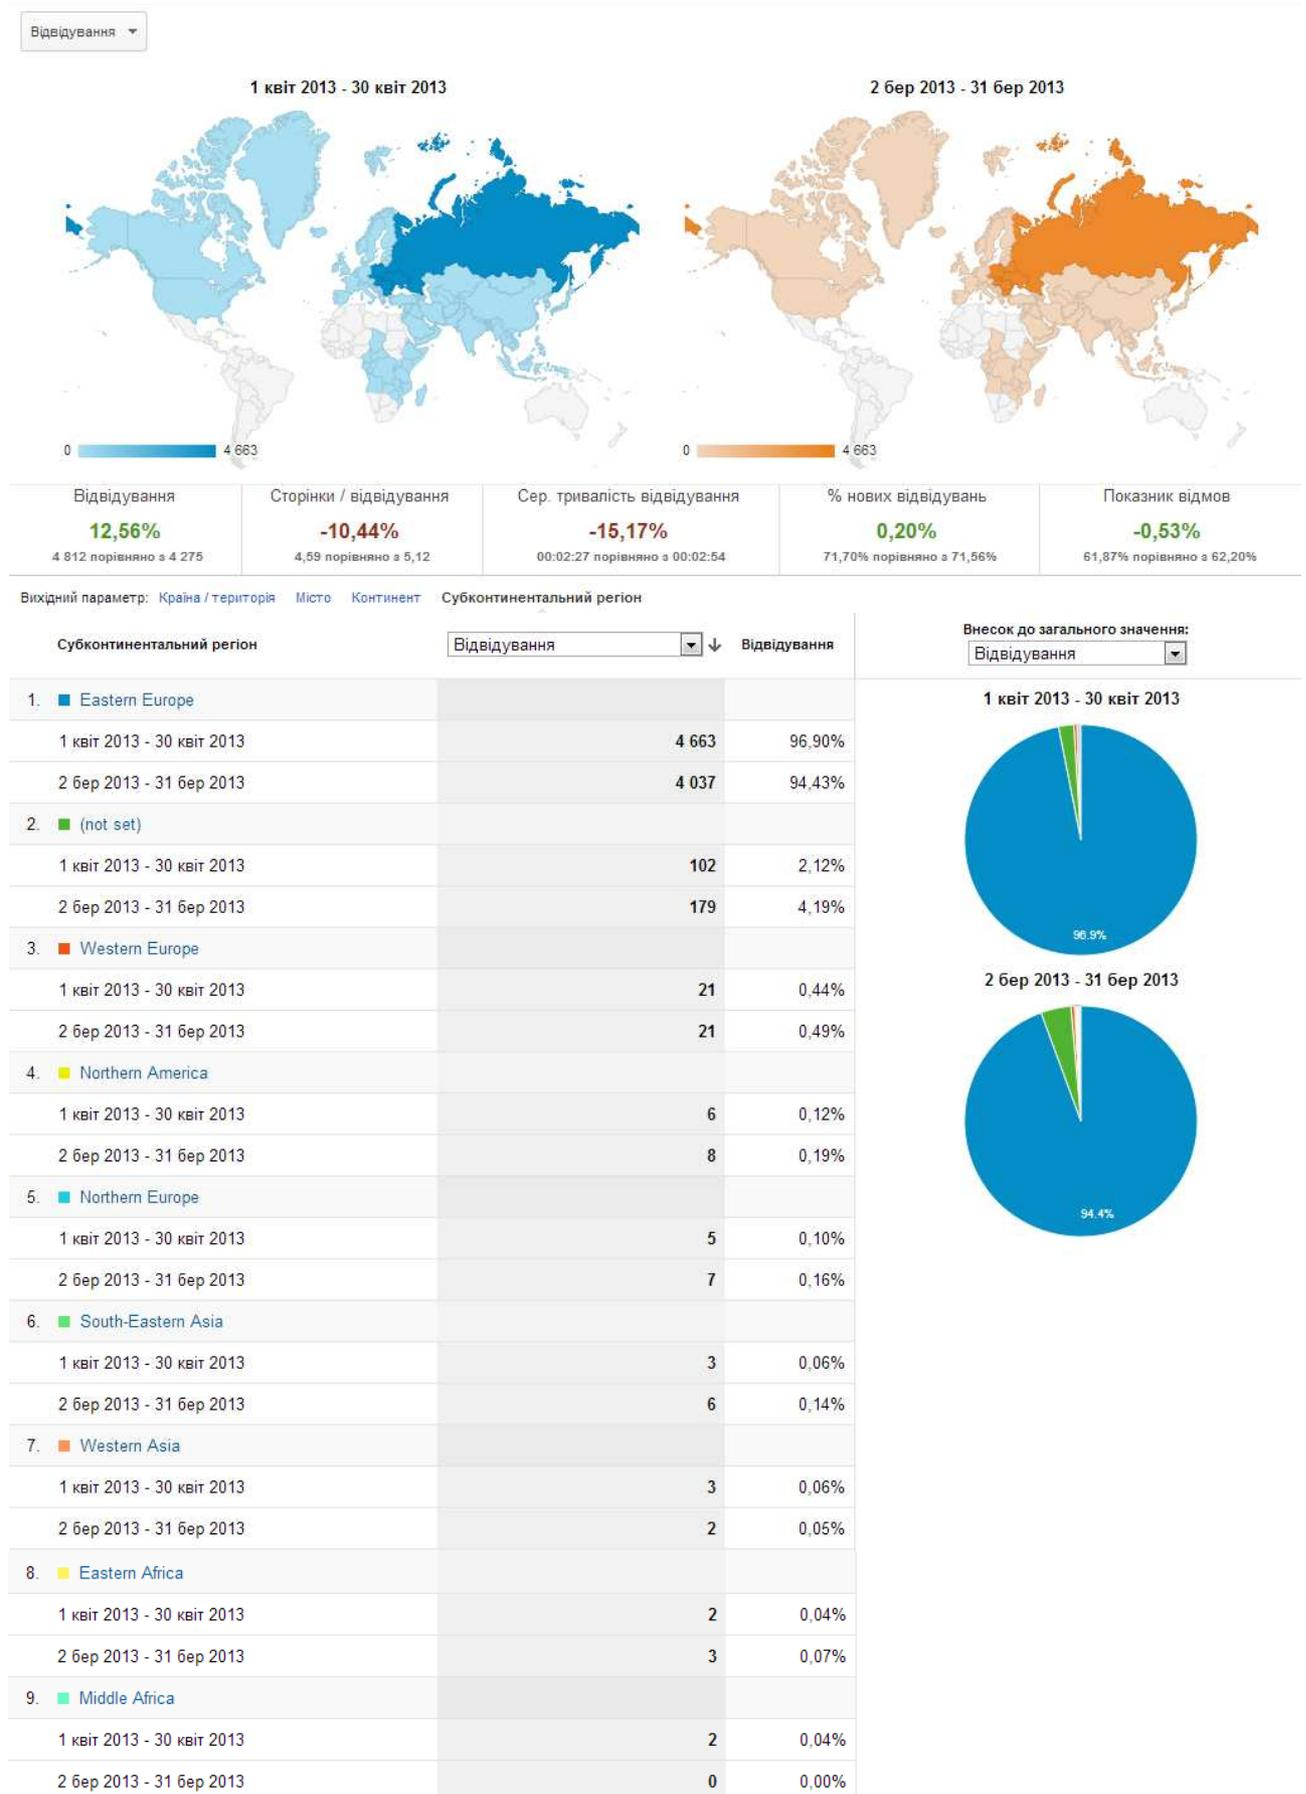 Відвідування
1 квіт 2013 - 30 квіт 2013
2 бер 2013 - 31 бер 2013
0
4 663
0
4 663
Відвідування
12,56%
4 812 порівняно з 4 275
Сторінки / відвідування
-10,44%
4,59 порівняно з 5,12
Сер. тривалість відвідування
-15,17%
00:02:27 порівняно з 00:02:54
% нових відвідувань
0,20%
71,70% порівняно з 71,56%
Показник відмов
-0,53%
61,87% порівняно з 62,20%
Вихідний параметр: Країна / територія Місто Континент Субконтинентальний регіон
Субконтинентальний регіон Відвідування Відвідування
1. Eastern Europe
1 квіт 2013 - 30 квіт 2013 4 663 96,90%
2 бер 2013 - 31 бер 2013 4 037 94,43%
2. (not set)
1 квіт 2013 - 30 квіт 2013 102 2,12%
2 бер 2013 - 31 бер 2013 179 4,19%
3. Western Europe
1 квіт 2013 - 30 квіт 2013 21 0,44%
2 бер 2013 - 31 бер 2013 21 0,49%
4. Northern America
1 квіт 2013 - 30 квіт 2013 6 0,12%
2 бер 2013 - 31 бер 2013 8 0,19%
5. Northern Europe
1 квіт 2013 - 30 квіт 2013 5 0,10%
2 бер 2013 - 31 бер 2013 7 0,16%
6. South-Eastern Asia
1 квіт 2013 - 30 квіт 2013 3 0,06%
2 бер 2013 - 31 бер 2013 6 0,14%
7. Western Asia
1 квіт 2013 - 30 квіт 2013 3 0,06%
2 бер 2013 - 31 бер 2013 2 0,05%
8. Eastern Africa
1 квіт 2013 - 30 квіт 2013 2 0,04%
2 бер 2013 - 31 бер 2013 3 0,07%
9. Middle Africa
1 квіт 2013 - 30 квіт 2013 2 0,04%
2 бер 2013 - 31 бер 2013 0 0,00%
Внесок до загального значення:
Відвідування
1 квіт 2013 - 30 квіт 2013
96.9%
2 бер 2013 - 31 бер 2013
94.4%